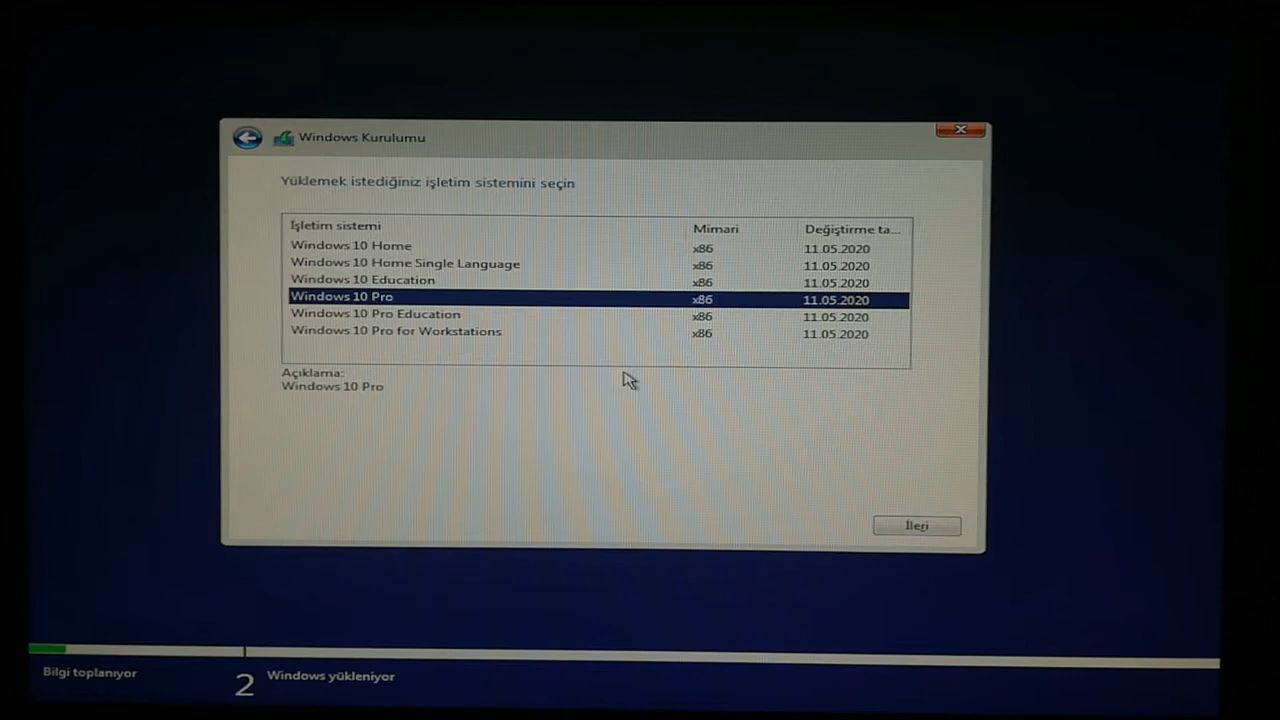 Windows Kurulumu
Yüklemek istediğiniz işletim sistemini seçin
İşletim sistemi Mimari Değiştirme ta...
Windows 10 Home x86 11.05.2020
Windows 10 Home Single Language x86 11.05.2020
Windows 10 Education x86 11.05.2020
Windows 10 Pro x86 11.05.2020
Windows 10 Pro Education x86 11.05.2020
Windows 10 Pro for Workstations x86 11.05.2020
Açıklama:
Windows 10 Pro
İleri
Bilgi toplanıyor
2 Windows yükleniyor